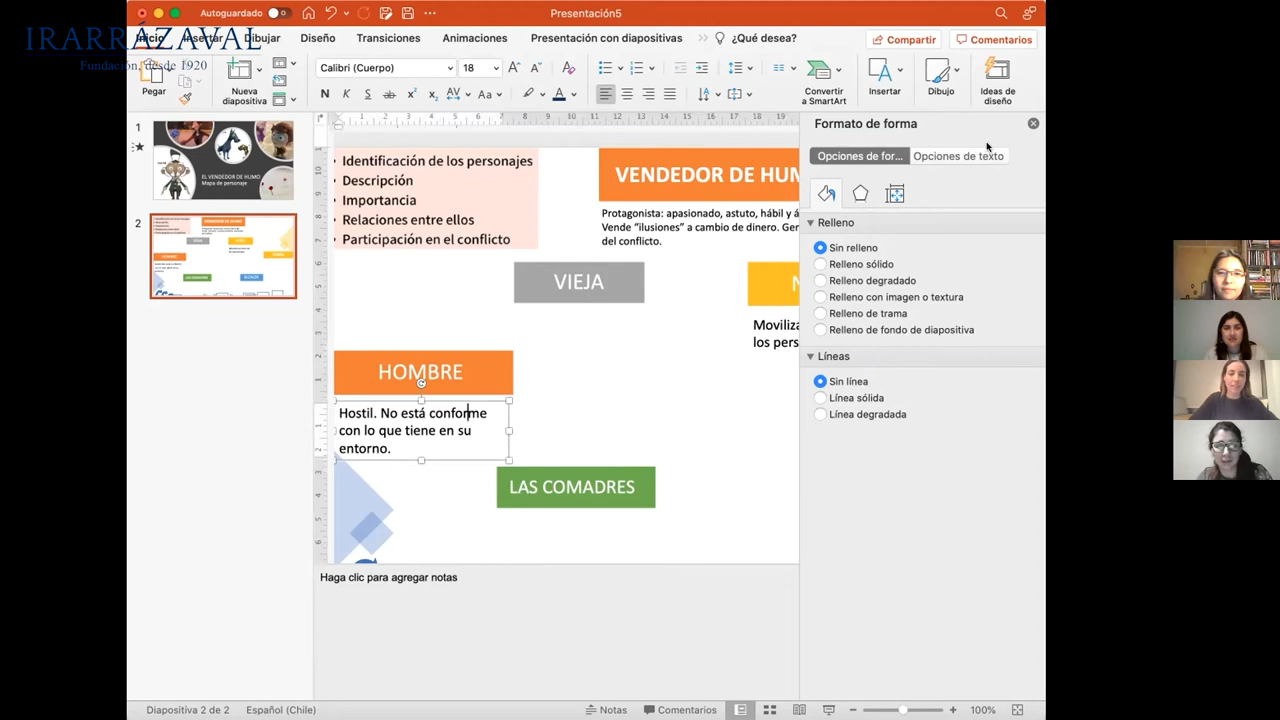 Autoguardado
Presentación5
IRARRÁZAVAL
Fundación, desde 1920
Inicio
Dibujar
Diseño
Transiciones
Animaciones
Presentación con diapositivas
¿Qué desea?
Compartir
Comentarios
Pegar
Nueva
diapositiva
Calibri (Cuerpo)
18
Convertir
a SmartArt
Insertar
Dibujo
Ideas de
diseño
Formato de forma
Opciones de for...
Opciones de texto
Relleno
Sin relleno
Relleno sólido
Relleno degradado
Relleno con imagen o textura
Relleno de trama
Relleno de fondo de diapositiva
Líneas
Sin línea
Línea sólida
Línea degradada
1
EL VENDEDOR DE HUMO
Mapa de personaje
2
• Identificación de los personajes
• Descripción
• Importancia
• Relaciones entre ellos
• Participación en el conflicto
VENDEDOR DE HUM
Protagonista: apasionado, astuto, hábil y á
Vende “ilusiones” a cambio de dinero. Ger
del conflicto.
VIEJA
Moviliza
los pers
HOMBRE
Hostil. No está conforme
con lo que tiene en su
entorno.
LAS COMADRES
Haga clic para agregar notas
Diapositiva 2 de 2
Español (Chile)
Notas
Comentarios
100%